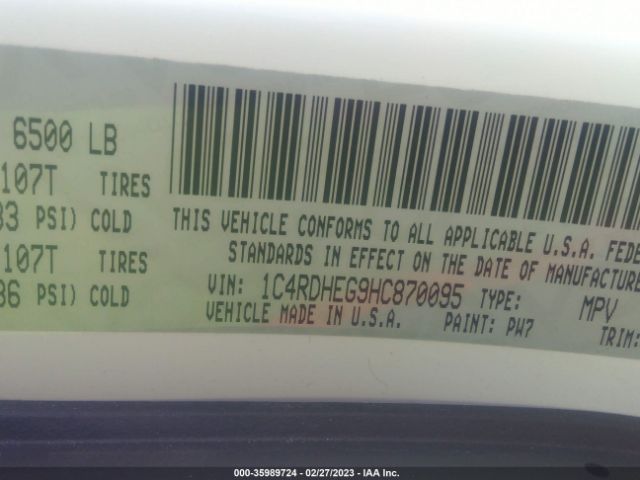 6500 LB
107T TIRES
33 PSI) COLD
107T
36 PSI) COLD
THIS VEHICLE CONFORMS TO ALL APPLICABLE U.S.A. FEDE
STANDARDS IN EFFECT ON THE DATE OF MANUFACTURE
VIN: 1C4RDHEG9HC870095 TYPE: MPV
VEHICLE MADE IN U.S.A. PAINT: PW7 TRIM:
000-35989724 - 02/27/2023 - IAA Inc.